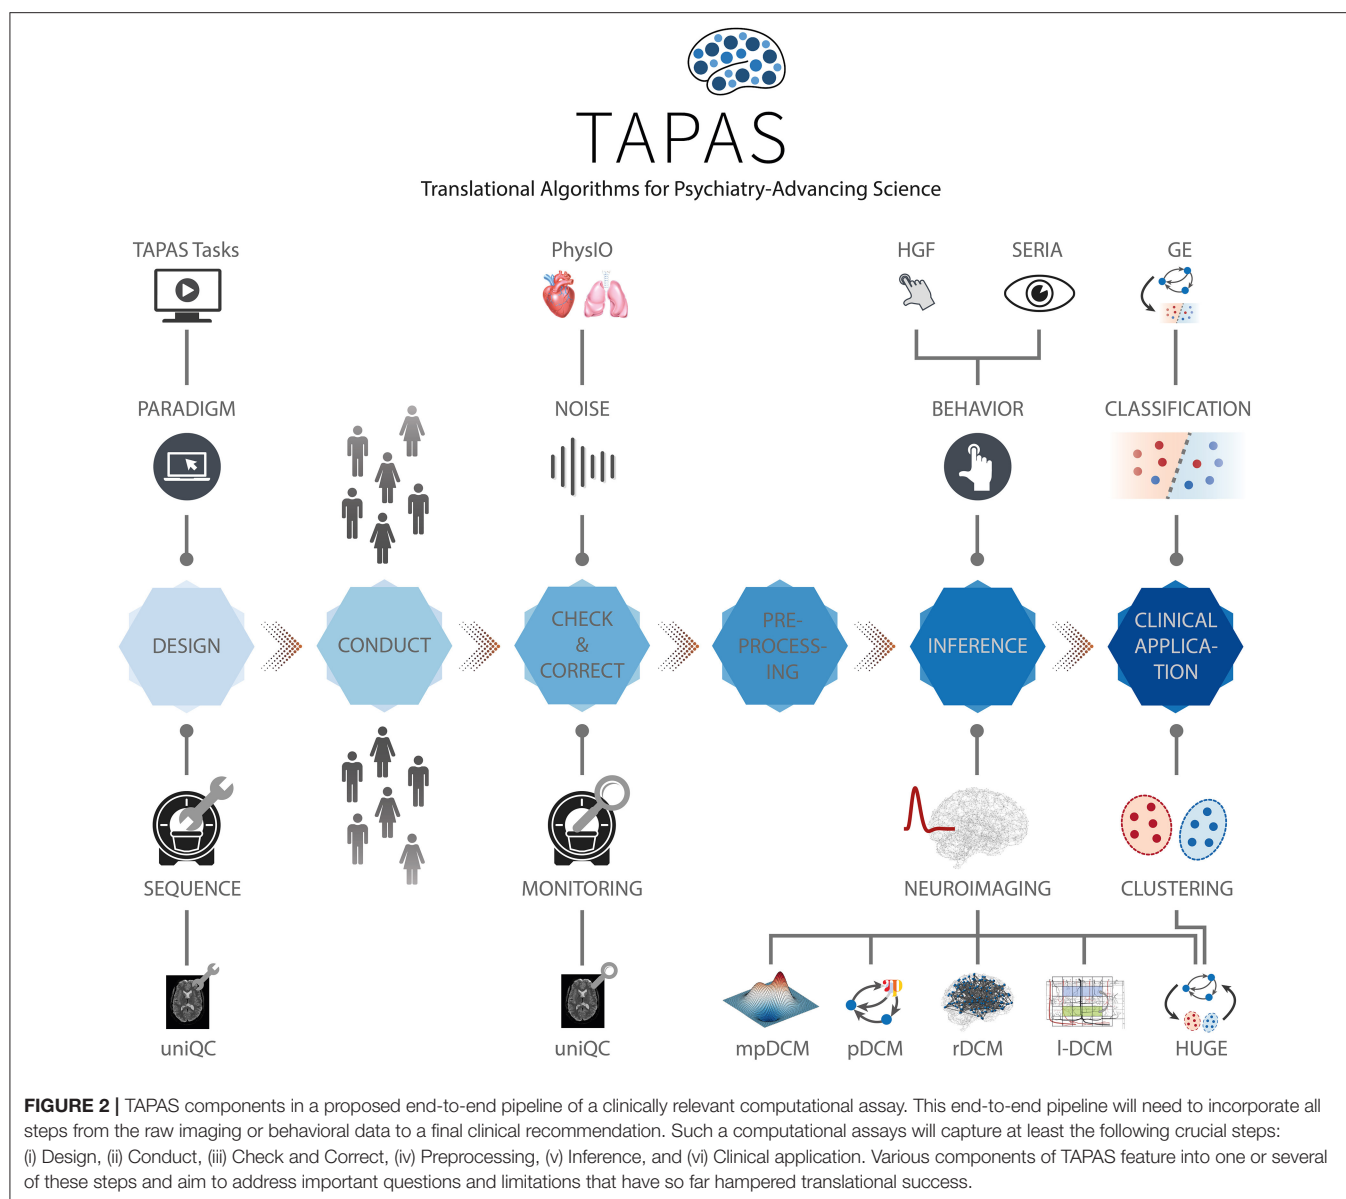 TAPAS
Translational Algorithms for Psychiatry-Advancing Science
TAPAS Tasks
PhysIO
HGF
SERIA
GE
PARADIGM
NOISE
BEHAVIOR
CLASSIFICATION
DESIGN
CONDUCT
CHECK
&
CORRECT
PRE-
PROCESS-
ING
INFERENCE
CLINICAL
APPLICA-
TION
SEQUENCE
MONITORING
NEUROIMAGING
CLUSTERING
uniQC
uniQC
mpDCM
pDCM
rDCM
l-DCM
HUGE
FIGURE 2 | TAPAS components in a proposed end-to-end pipeline of a clinically relevant computational assay. This end-to-end pipeline will need to incorporate all
steps from the raw imaging or behavioral data to a final clinical recommendation. Such a computational assays will capture at least the following crucial steps:
(i) Design, (ii) Conduct, (iii) Check and Correct, (iv) Preprocessing, (v) Inference, and (vi) Clinical application. Various components of TAPAS feature into one or several
of these steps and aim to address important questions and limitations that have so far hampered translational success.